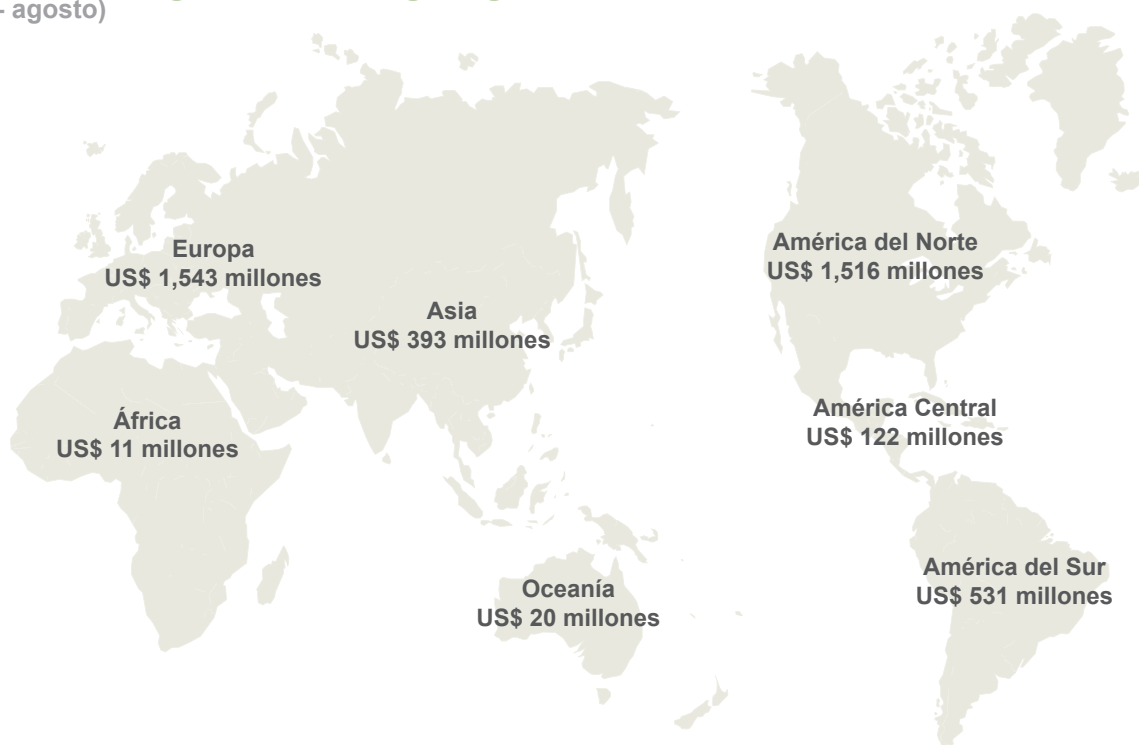 - agosto)
Europa
US$ 1,543 millones
América del Norte
US$ 1,516 millones
Asia
US$ 393 millones
África
US$ 11 millones
América Central
US$ 122 millones
América del Sur
US$ 531 millones
Oceanía
US$ 20 millones